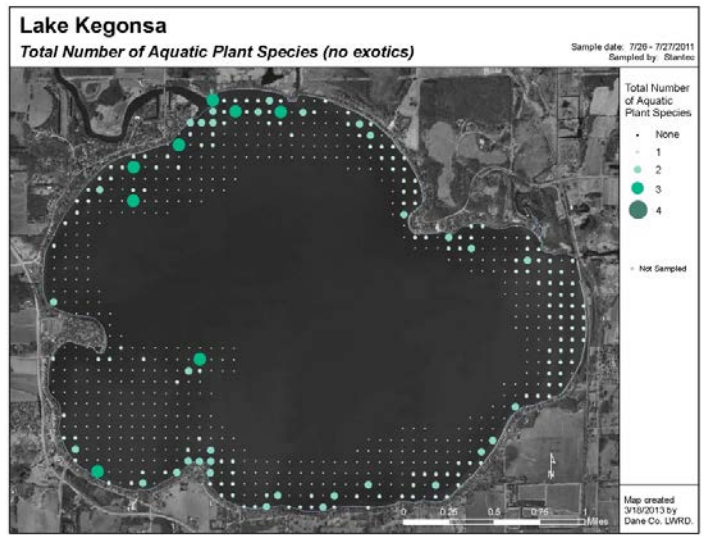 Lake Kegonsa
Total Number of Aquatic Plant Species (no exotics)
Sample date: 7/26 - 7/27/2011
Sampled by: Stantec
Total Number
of Aquatic
Plant Species
None
1
2
3
4
Not Sampled
N
0 0.25 0.5 0.75 1
Miles
Map created
3/18/2013 by
Dane Co. LWRD.